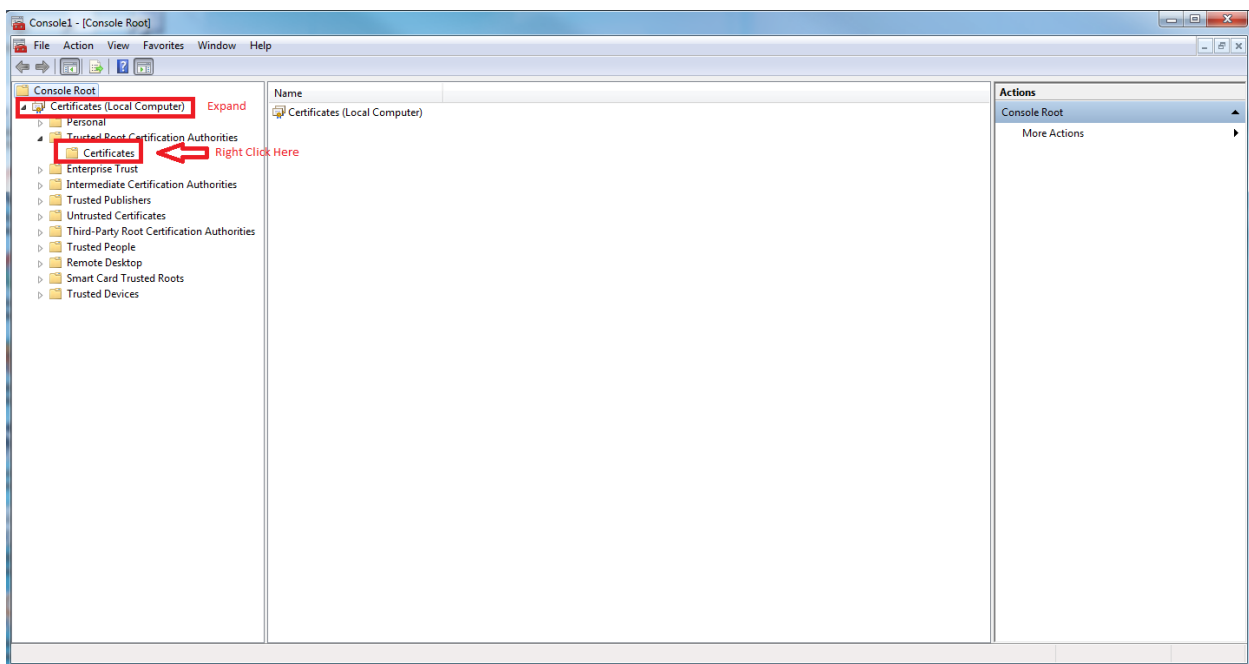 Console1 - [Console Root]
File Action View Favorites Window Help
Console Root
Certificates (Local Computer) Expand
Personal
Trusted Root Certification Authorities
Certificates Right Click Here
Enterprise Trust
Intermediate Certification Authorities
Trusted Publishers
Untrusted Certificates
Third-Party Root Certification Authorities
Trusted People
Remote Desktop
Smart Card Trusted Roots
Trusted Devices
Name
Certificates (Local Computer)
Actions
Console Root
More Actions